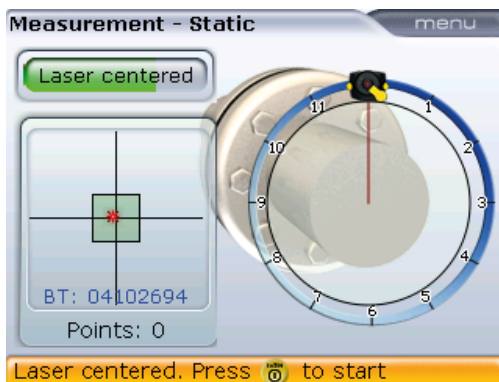 Measurement - Static
menu
Laser centered
11
1
10
2
9
3
8
4
7
5
6
BT: 04102694
Points: 0
Laser centered. Press to start